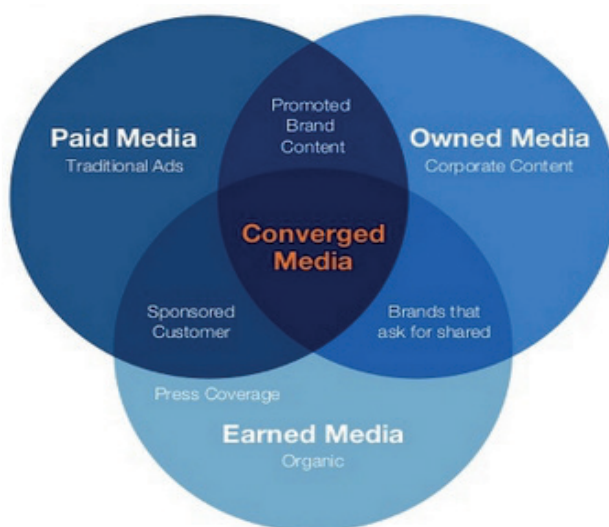 Promoted
Brand
Content
Paid Media
Traditional Ads
Owned Media
Corporate Content
Converged
Media
Sponsored
Customer
Brands that
ask for shared
Press Coverage
Earned Media
Organic